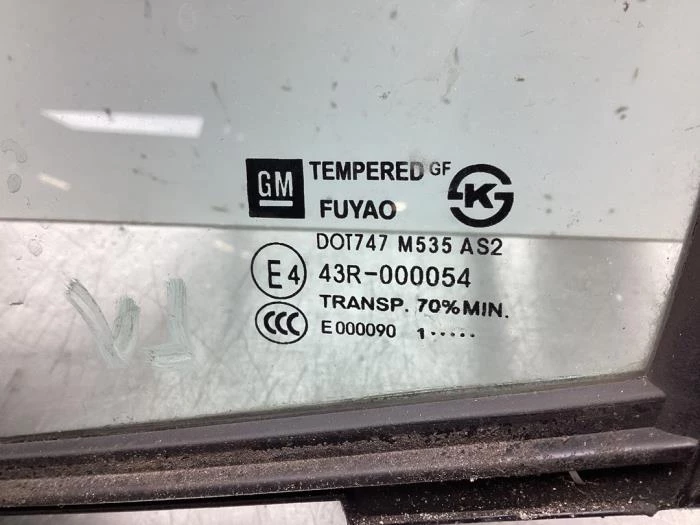 GM TEMPERED GF
FUYAO
DOT747 M535 AS2
E4 43R-000054
TRANSP. 70% MIN.
CCC E000090 1·····